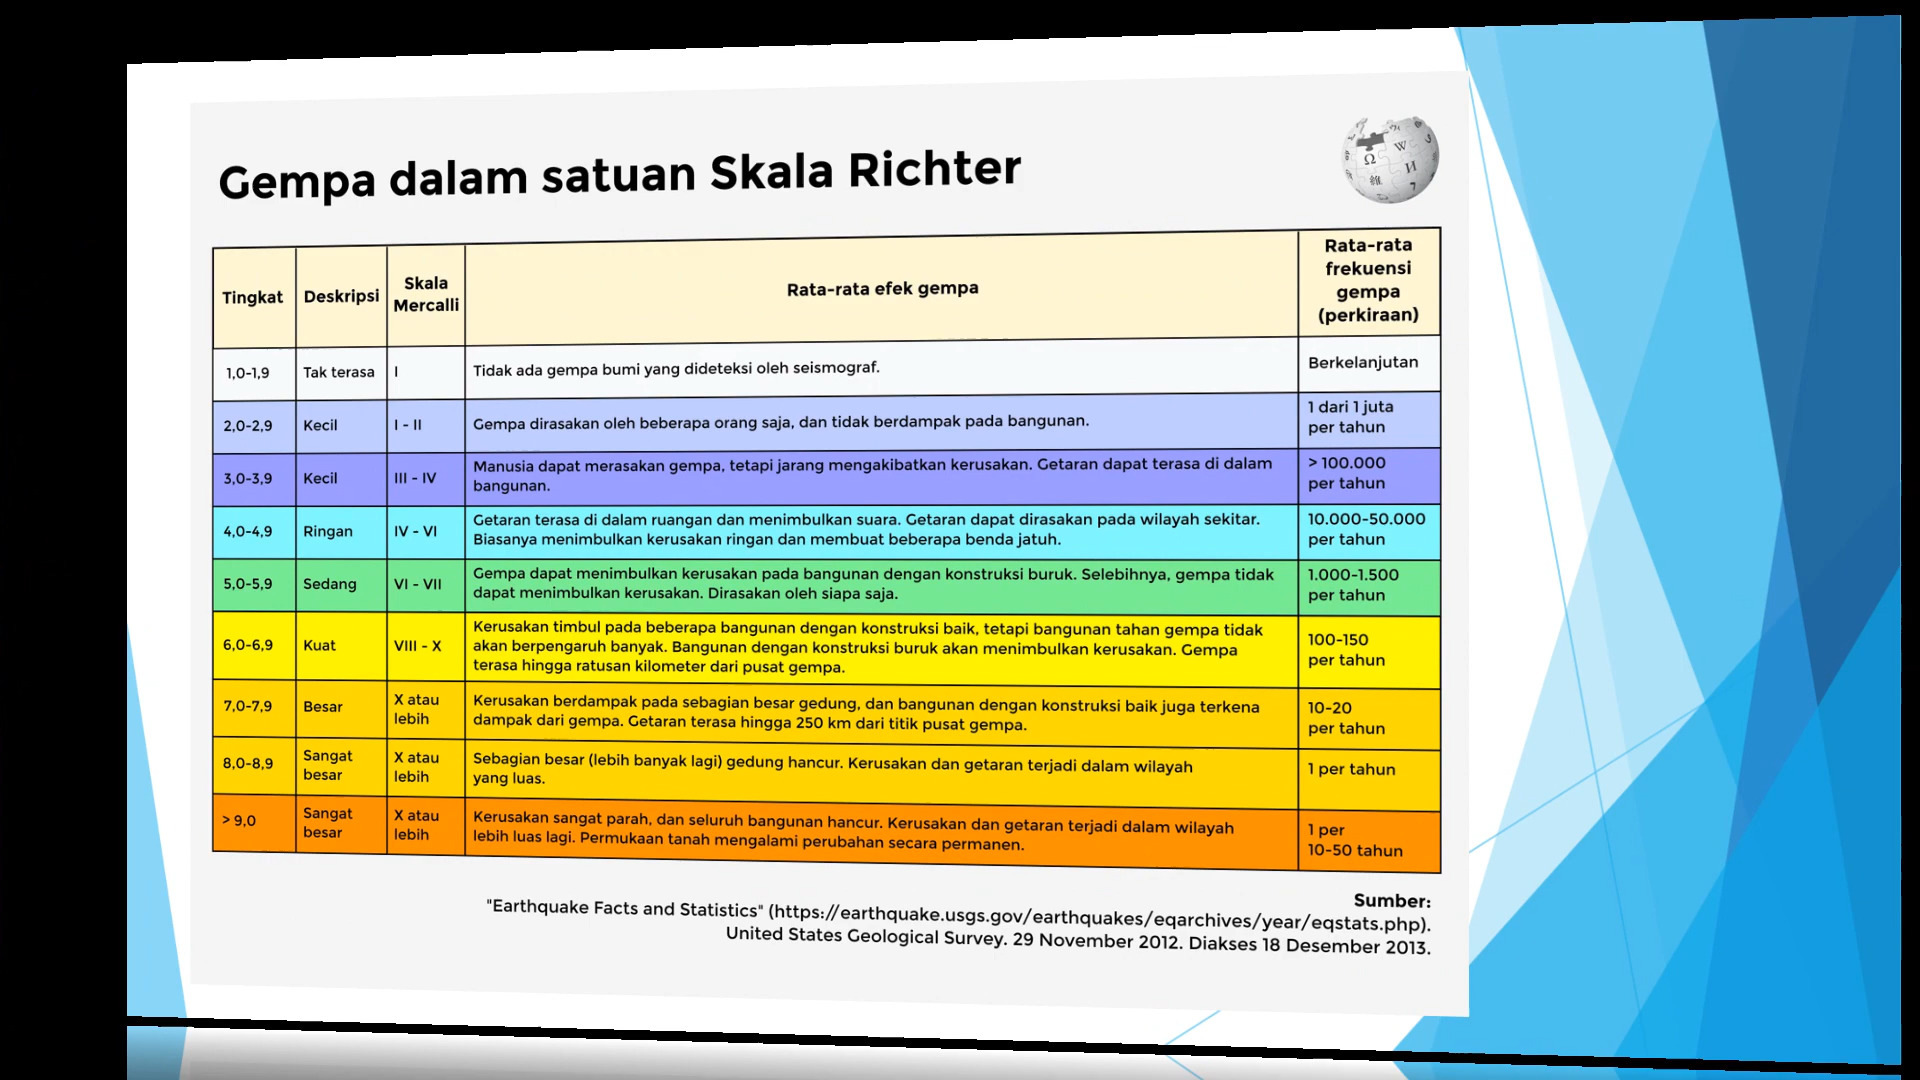 Gempa dalam satuan Skala Richter
Tingkat
Deskripsi
Skala
Mercalli
Rata-rata efek gempa
Rata-rata
frekuensi
gempa
(perkiraan)
1,0-1,9
Tak terasa
I
Tidak ada gempa bumi yang dideteksi oleh seismograf.
Berkelanjutan
2,0-2,9
Kecil
I - II
Gempa dirasakan oleh beberapa orang saja, dan tidak berdampak pada bangunan.
1 dari 1 juta
per tahun
3,0-3,9
Kecil
III - IV
Manusia dapat merasakan gempa, tetapi jarang mengakibatkan kerusakan. Getaran dapat terasa di dalam
bangunan.
> 100.000
per tahun
4,0-4,9
Ringan
IV - VI
Getaran terasa di dalam ruangan dan menimbulkan suara. Getaran dapat dirasakan pada wilayah sekitar.
Biasanya menimbulkan kerusakan ringan dan membuat beberapa benda jatuh.
10.000-50.000
per tahun
5,0-5,9
Sedang
VI - VII
Gempa dapat menimbulkan kerusakan pada bangunan dengan konstruksi buruk. Selebihnya, gempa tidak
dapat menimbulkan kerusakan. Dirasakan oleh siapa saja.
1.000-1.500
per tahun
6,0-6,9
Kuat
VIII - X
Kerusakan timbul pada beberapa bangunan dengan konstruksi baik, tetapi bangunan tahan gempa tidak
akan berpengaruh banyak. Bangunan dengan konstruksi buruk akan menimbulkan kerusakan. Gempa
terasa hingga ratusan kilometer dari pusat gempa.
100-150
per tahun
7,0-7,9
Besar
X atau
lebih
Kerusakan berdampak pada sebagian besar gedung, dan bangunan dengan konstruksi baik juga terkena
dampak dari gempa. Getaran terasa hingga 250 km dari titik pusat gempa.
10-20
per tahun
8,0-8,9
Sangat
besar
X atau
lebih
Sebagian besar (lebih banyak lagi) gedung hancur. Kerusakan dan getaran terjadi dalam wilayah
yang luas.
1 per tahun
> 9,0
Sangat
besar
X atau
lebih
Kerusakan sangat parah, dan seluruh bangunan hancur. Kerusakan dan getaran terjadi dalam wilayah
lebih luas lagi. Permukaan tanah mengalami perubahan secara permanen.
1 per
10-50 tahun
Sumber:
"Earthquake Facts and Statistics" (https://earthquake.usgs.gov/earthquakes/eqarchives/year/eqstats.php).
United States Geological Survey. 29 November 2012. Diakses 18 Desember 2013.